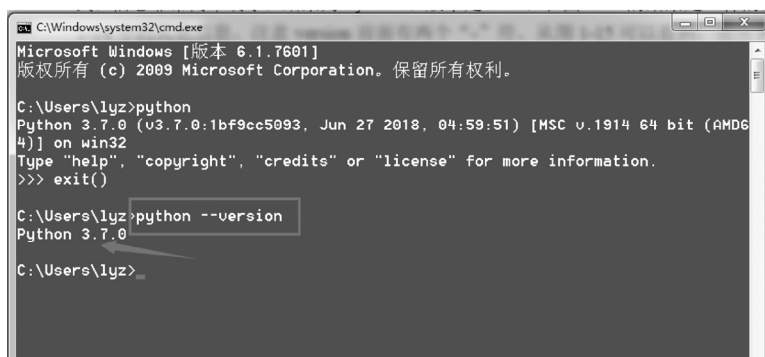 C:\Windows\system32\cmd.exe
Microsoft Windows [版本 6.1.7601]
版权所有 (c) 2009 Microsoft Corporation。保留所有权利。
C:\Users\lyz>python
Python 3.7.0 (v3.7.0:1bf9cc5093, Jun 27 2018, 04:59:51) [MSC v.1914 64 bit (AMD6
4)] on win32
Type "help", "copyright", "credits" or "license" for more information.
>>> exit()
C:\Users\lyz>python --version
Python 3.7.0
C:\Users\lyz>_